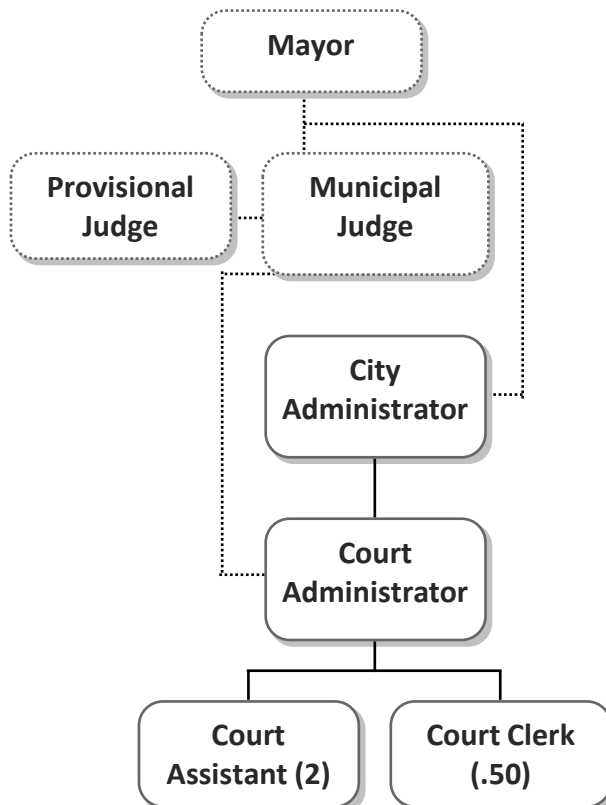 Mayor
Provisional
Judge
Municipal
Judge
City
Administrator
Court
Administrator
Court
Assistant (2)
Court Clerk
(.50)